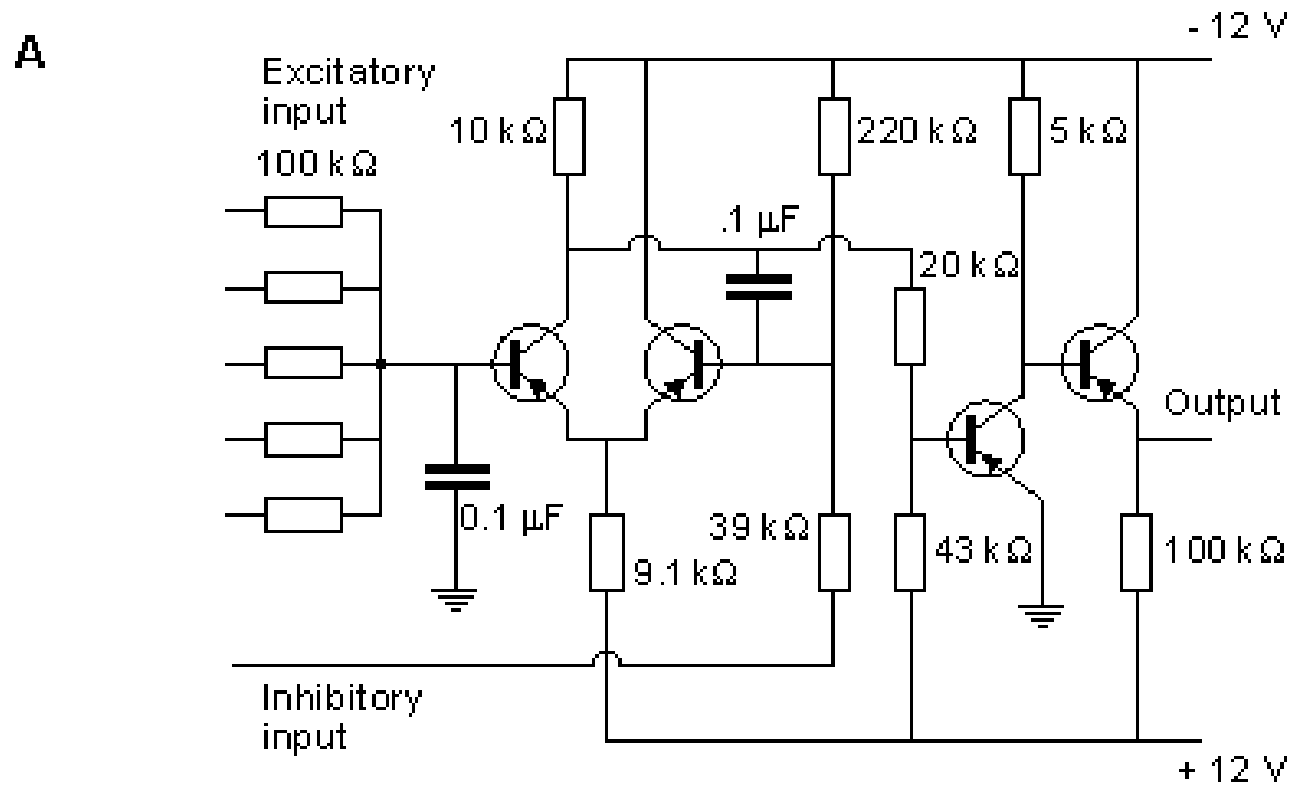 A
- 12 V
Excitatory
input
100 kΩ
10 kΩ
220 kΩ
5 kΩ
.1 µF
20 kΩ
Output
0.1 µF
39 kΩ
9.1 kΩ
43 kΩ
100 kΩ
Inhibitory
input
+ 12 V